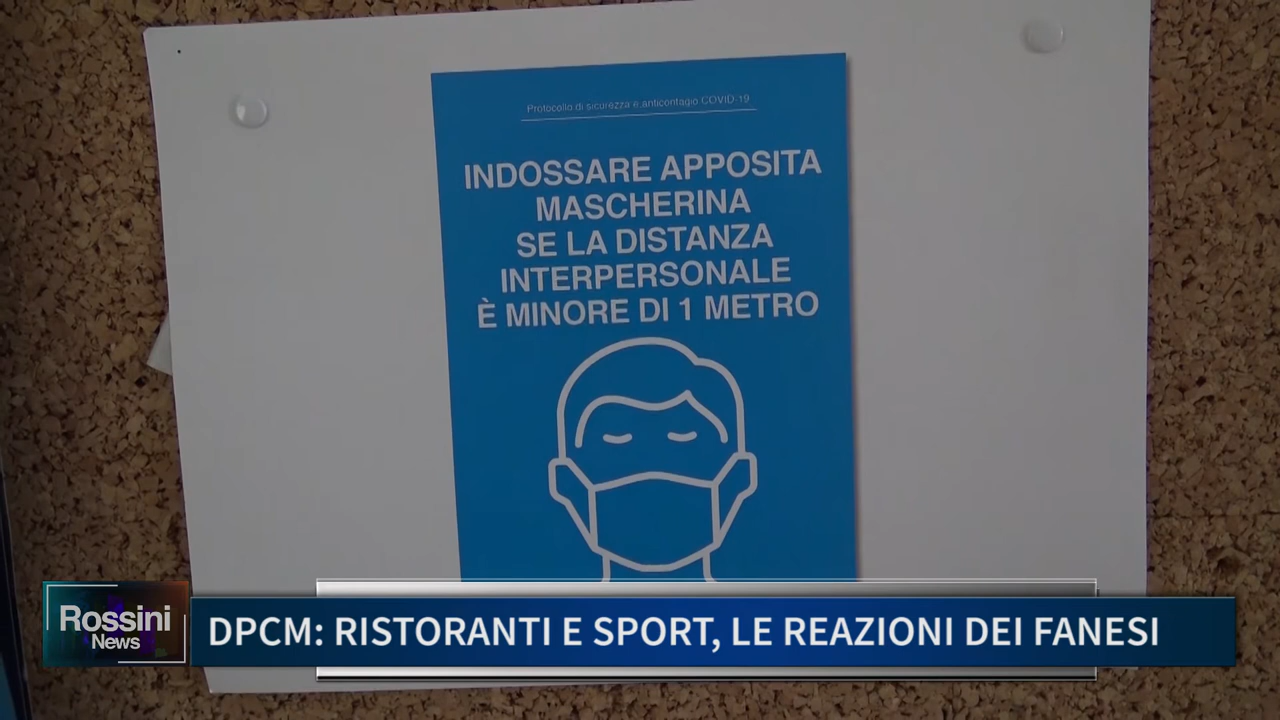 Protocollo di sicurezza e anticontagio COVID-19
INDOSSARE APPOSITA
MASCHERINA
SE LA DISTANZA
INTERPERSONALE
È MINORE DI 1 METRO
Rossini
News
DPCM: RISTORANTI E SPORT, LE REAZIONI DEI FANESI